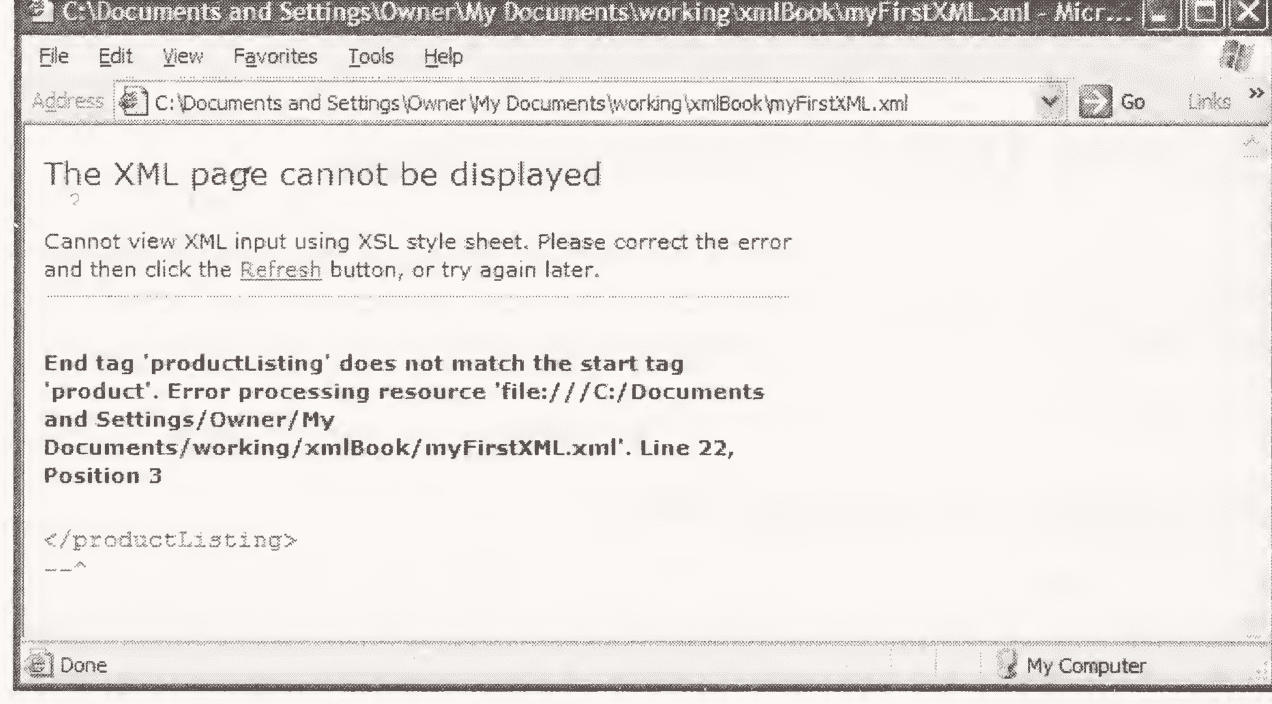 C:\Documents and Settings\Owner\My Documents\working\xmlBook\myFirstXML.xml - Micr...
File Edit View Favorites Tools Help
Address C:\Documents and Settings\Owner\My Documents\working\xmlBook\myFirstXML.xml Go Links »
The XML page cannot be displayed
Cannot view XML input using XSL style sheet. Please correct the error
and then click the Refresh button, or try again later.
End tag 'productListing' does not match the start tag
'product'. Error processing resource 'file:///C:/Documents
and Settings/Owner/My
Documents/working/xmlBook/myFirstXML.xml'. Line 22,
Position 3
</productListing>
--^
Done My Computer